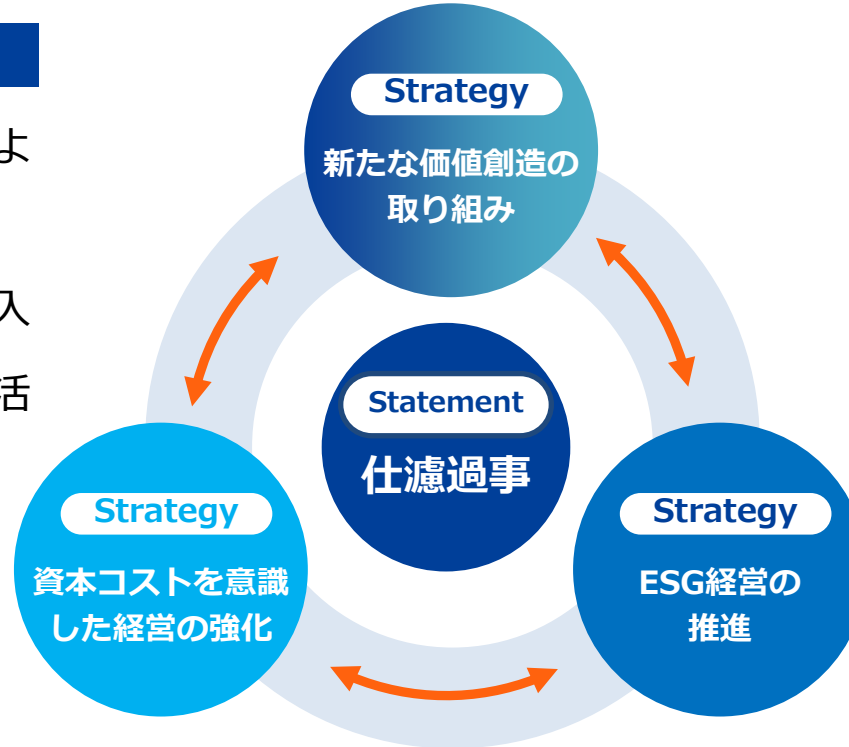 よ
入
活
Strategy
新たな価値創造の
取り組み
Statement
仕濾過事
Strategy
資本コストを意識
した経営の強化
Strategy
ESG経営の
推進